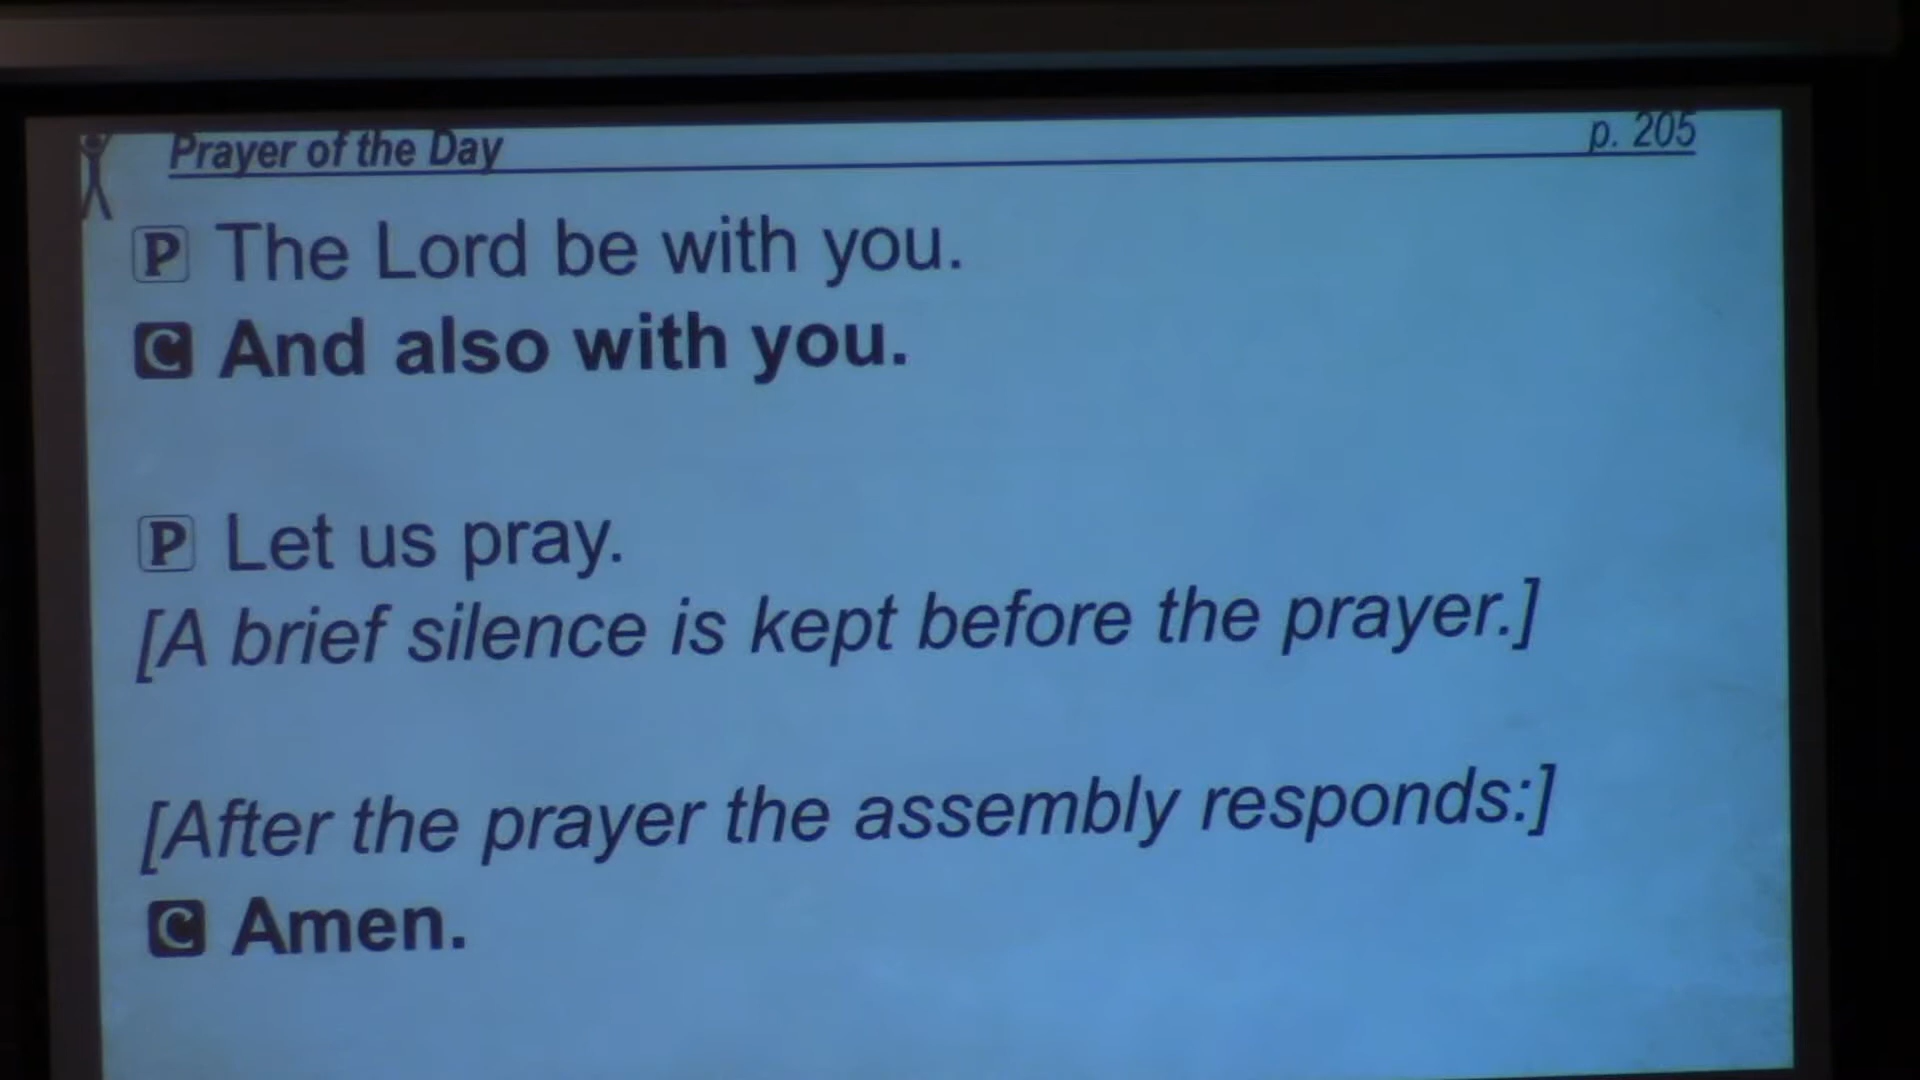 Prayer of the Day p. 205
P The Lord be with you.
C And also with you.
P Let us pray.
[A brief silence is kept before the prayer.]
[After the prayer the assembly responds:]
C Amen.